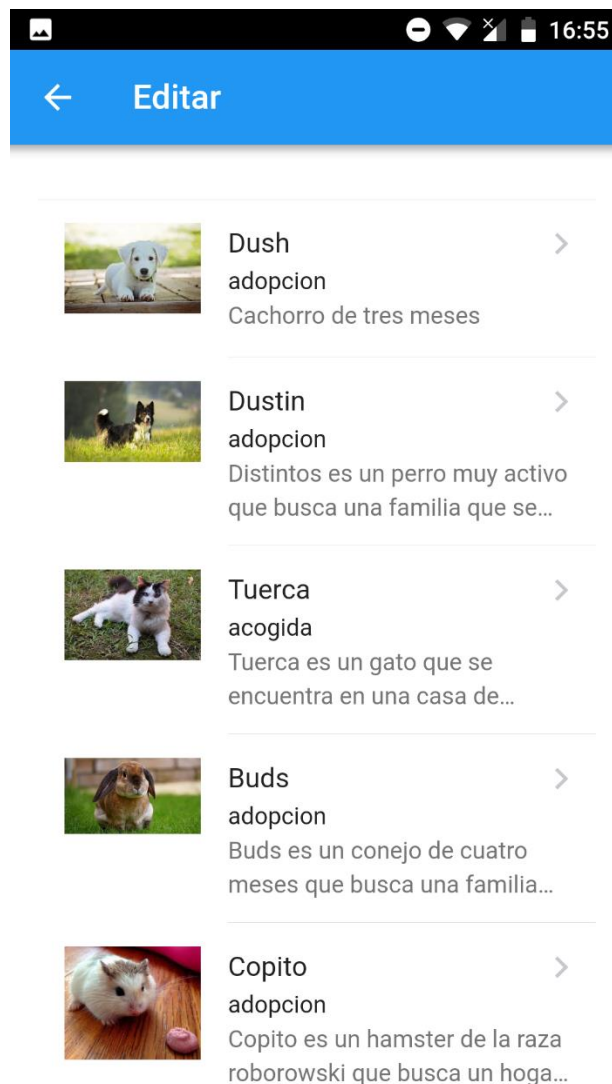 16:55
Editar
Dush
adopcion
Cachorro de tres meses
Dustin
adopcion
Distintos es un perro muy activo
que busca una familia que se…
Tuerca
acogida
Tuerca es un gato que se
encuentra en una casa de…
Buds
adopcion
Buds es un conejo de cuatro
meses que busca una familia…
Copito
adopcion
Copito es un hamster de la raza
roborowski que busca un hoga…